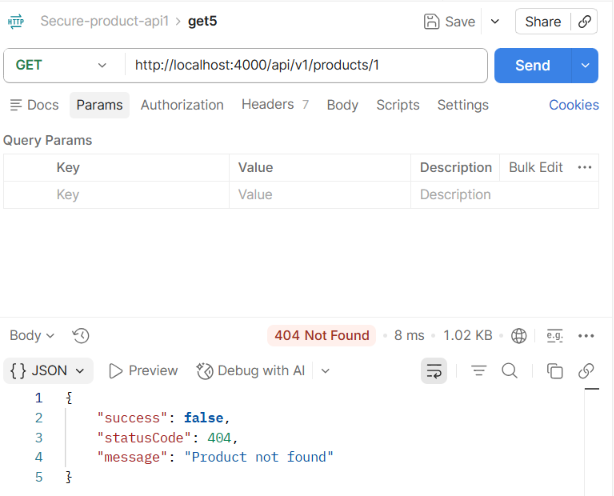 HTTP Secure-product-api1 > get5 Save Share
GET http://localhost:4000/api/v1/products/1 Send
Docs Params Authorization Headers 7 Body Scripts Settings Cookies
Query Params
Key Value Description Bulk Edit
Key Value Description
Body 404 Not Found 8 ms 1.02 KB e.g.
{} JSON Preview Debug with AI
1 {
2 "success": false,
3 "statusCode": 404,
4 "message": "Product not found"
5 }